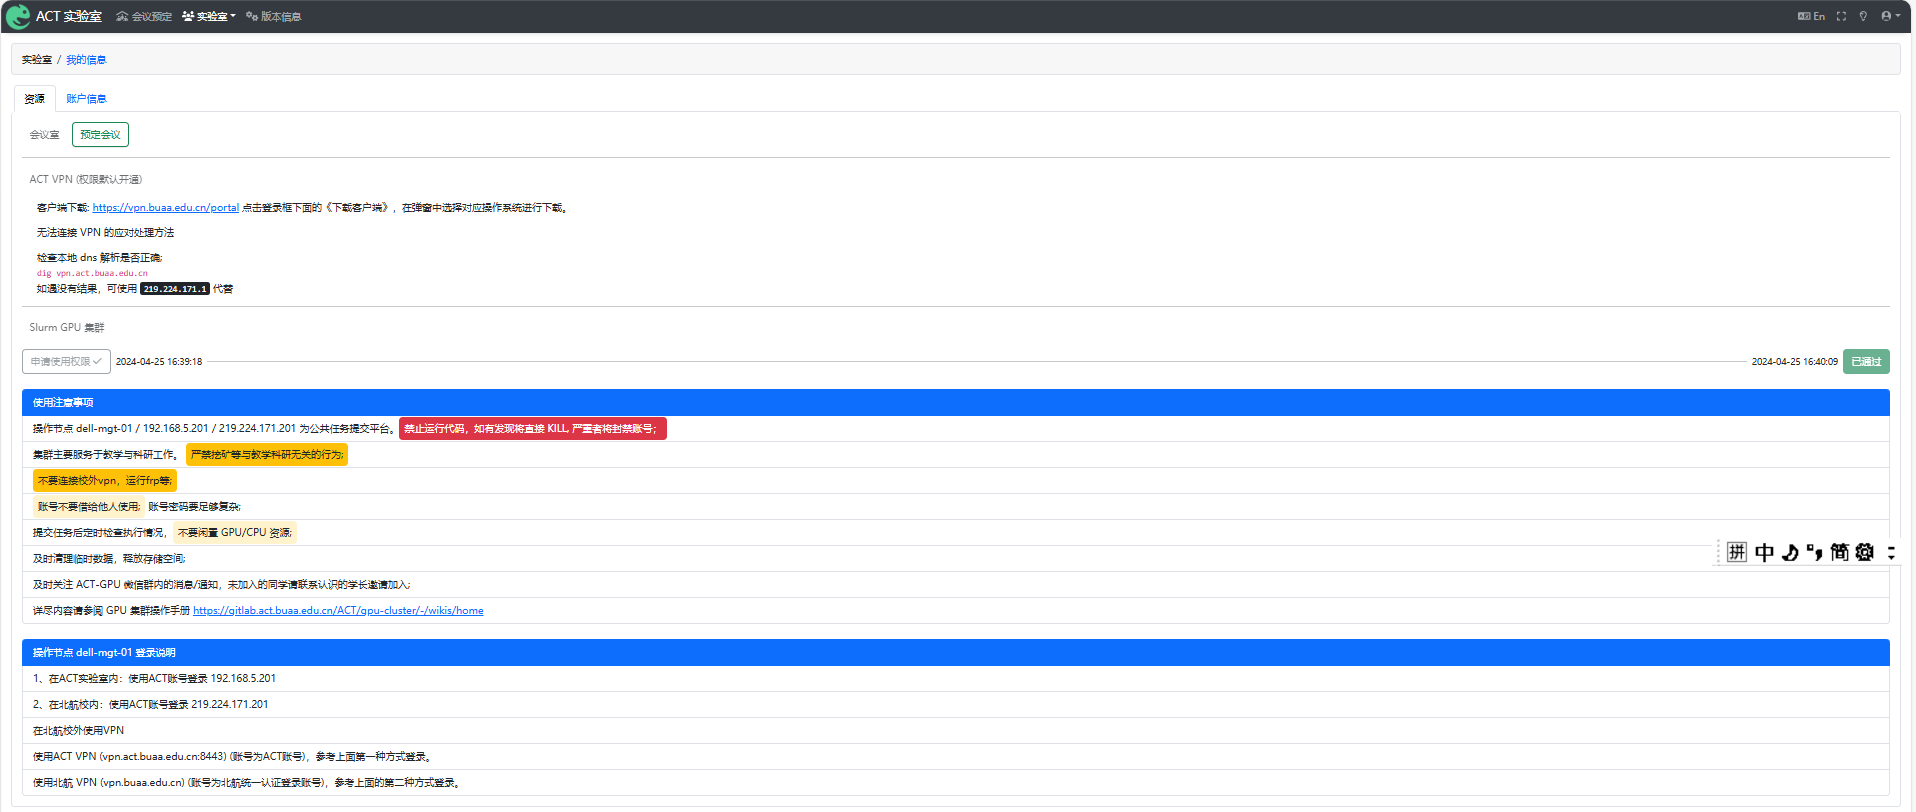 ACT 实验室 会议预定 实验室 版本信息 En
实验室 / 我的信息
资源 账户信息
会议室 预定会议
ACT VPN (权限默认开通)
客户端下载: https://vpn.buaa.edu.cn/portal 点击登录框下面的《下载客户端》，在弹窗中选择对应操作系统进行下载。
无法连接 VPN 的应对处理方法
检查本地 dns 解析是否正确;
dig vpn.act.buaa.edu.cn
如遇没有结果，可使用 219.224.171.1 代替
Slurm GPU 集群
申请使用权限 2024-04-25 16:39:18 2024-04-25 16:40:09 已通过
使用注意事项
操作节点 dell-mgt-01 / 192.168.5.201 / 219.224.171.201 为公共任务提交平台。 禁止运行代码，如有发现将直接 KILL, 严重者将封禁账号；
集群主要服务于教学与科研工作。 严禁挖矿等与教学科研无关的行为;
不要连接校外vpn，运行frp等;
账号不要借给他人使用; 账号密码要足够复杂;
提交任务后定时检查执行情况， 不要闲置 GPU/CPU 资源;
及时清理临时数据，释放存储空间;
拼 中 简
及时关注 ACT-GPU 微信群内的消息/通知，未加入的同学请联系认识的学长邀请加入;
详尽内容请参阅 GPU 集群操作手册 https://gitlab.act.buaa.edu.cn/ACT/gpu-cluster/-/wikis/home
操作节点 dell-mgt-01 登录说明
1、在ACT实验室内：使用ACT账号登录 192.168.5.201
2、在北航校内：使用ACT账号登录 219.224.171.201
在北航校外使用VPN
使用ACT VPN (vpn.act.buaa.edu.cn:8443) (账号为ACT账号)，参考上面第一种方式登录。
使用北航 VPN (vpn.buaa.edu.cn) (账号为北航统一认证登录账号)，参考上面的第二种方式登录。